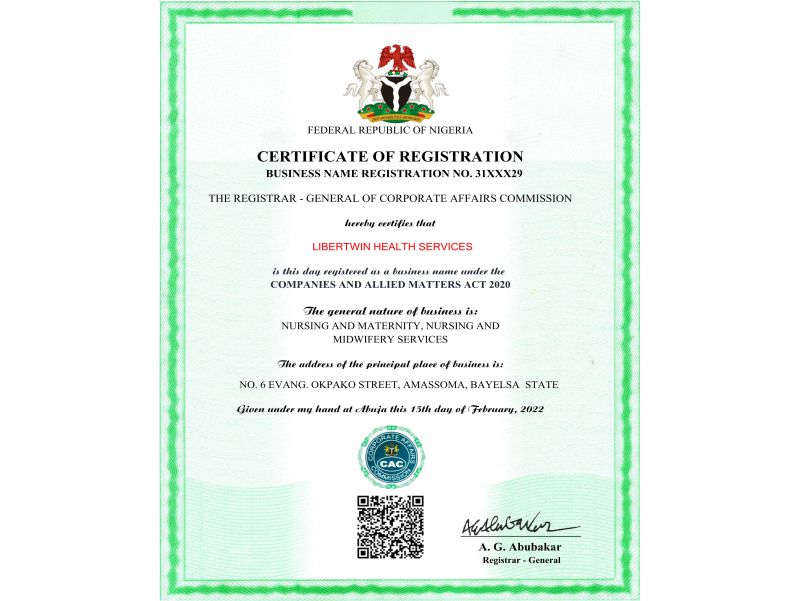 FEDERAL REPUBLIC OF NIGERIA
CERTIFICATE OF REGISTRATION
BUSINESS NAME REGISTRATION NO. 31XXX29
THE REGISTRAR - GENERAL OF CORPORATE AFFAIRS COMMISSION
hereby certifies that
LIBERTWIN HEALTH SERVICES
is this day registered as a business name under the
COMPANIES AND ALLIED MATTERS ACT 2020
The general nature of business is:
NURSING AND MATERNITY, NURSING AND
MIDWIFERY SERVICES
The address of the principal place of business is:
NO. 6 EVANG. OKPAKO STREET, AMASSOMA, BAYELSA STATE
Given under my hand at Abuja this 15th day of February, 2022
CORPORATE AFFAIRS
CAC
COMMISSION
A. G. Abubakar
Registrar - General